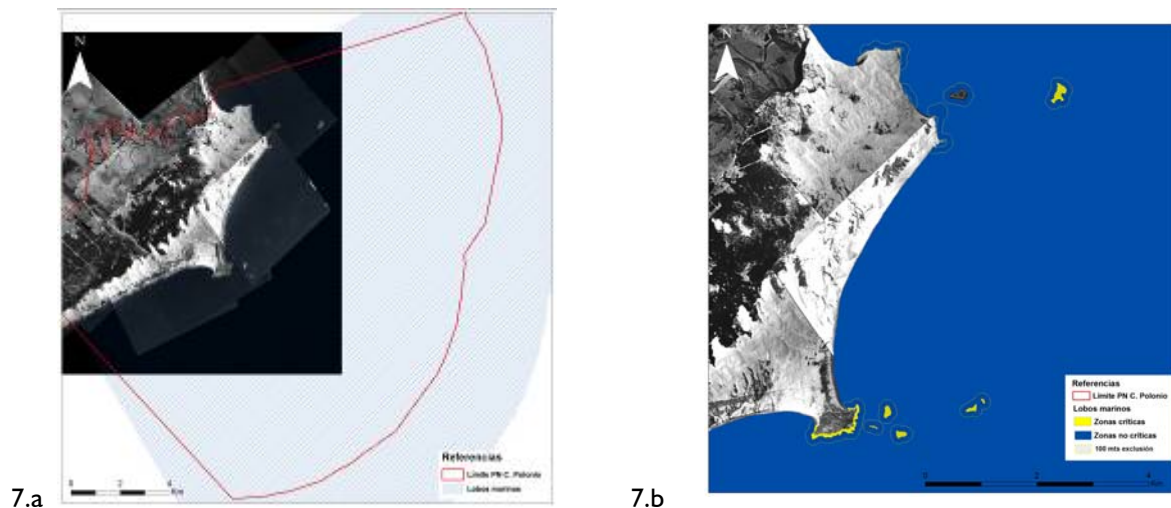 N
Referencias
Límite PN C. Polonio
Lobos marinos
0 2 4
Km
7.a
N
Referencias
Límite PN C. Polonio
Lobos marinos
Zonas críticas
Zonas no críticas
100 mts exclusión
0 2 4
Km
7.b